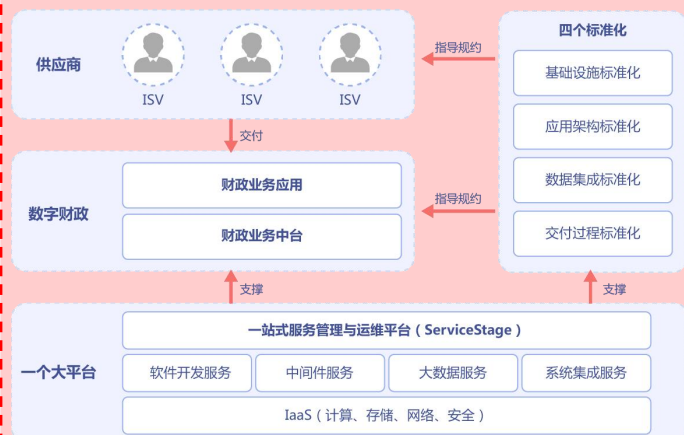 供应商
ISV
ISV
ISV
交付
指导规约
四个标准化
基础设施标准化
应用架构标准化
数据集成标准化
交付过程标准化
数字财政
财政业务应用
财政业务中台
指导规约
支撑
支撑
一个大平台
一站式服务管理与运维平台（ServiceStage）
软件开发服务
中间件服务
大数据服务
系统集成服务
IaaS（计算、存储、网络、安全）